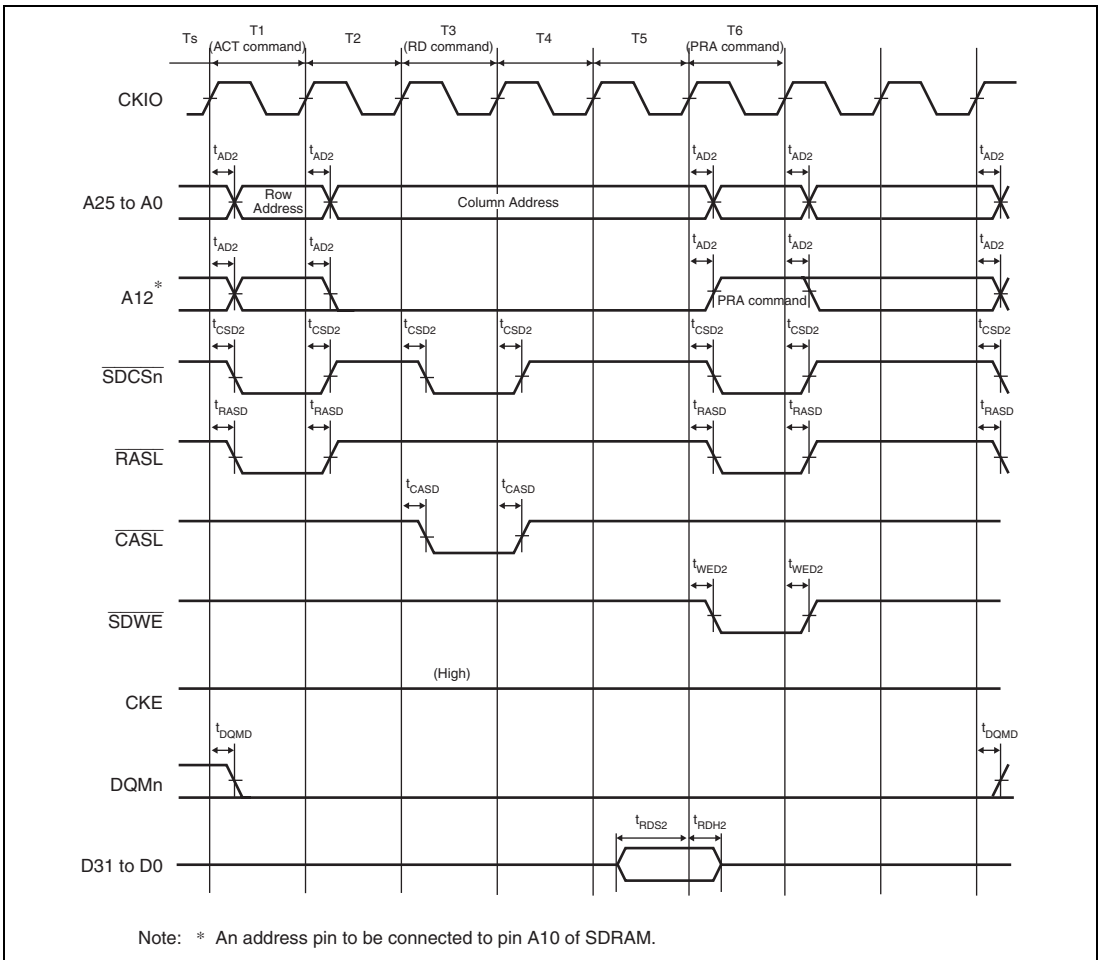 Ts T1 T2 T3 T4 T5 T6
(ACT command) (RD command) (PRA command)
CKIO
tAD2 tAD2 tAD2 tAD2 tAD2
A25 to A0 Row Address Column Address
tAD2 tAD2 tAD2 tAD2 tAD2
A12* PRA command
tCSD2 tCSD2 tCSD2 tCSD2 tCSD2 tCSD2 tCSD2
SDCSn
tRASD tRASD tRASD tRASD tRASD
RASL
tCASD tCASD
CASL
tWED2 tWED2
SDWE
(High)
CKE
tDQMD tDQMD
DQMn
tRDS2 tRDH2
D31 to D0
Note: * An address pin to be connected to pin A10 of SDRAM.